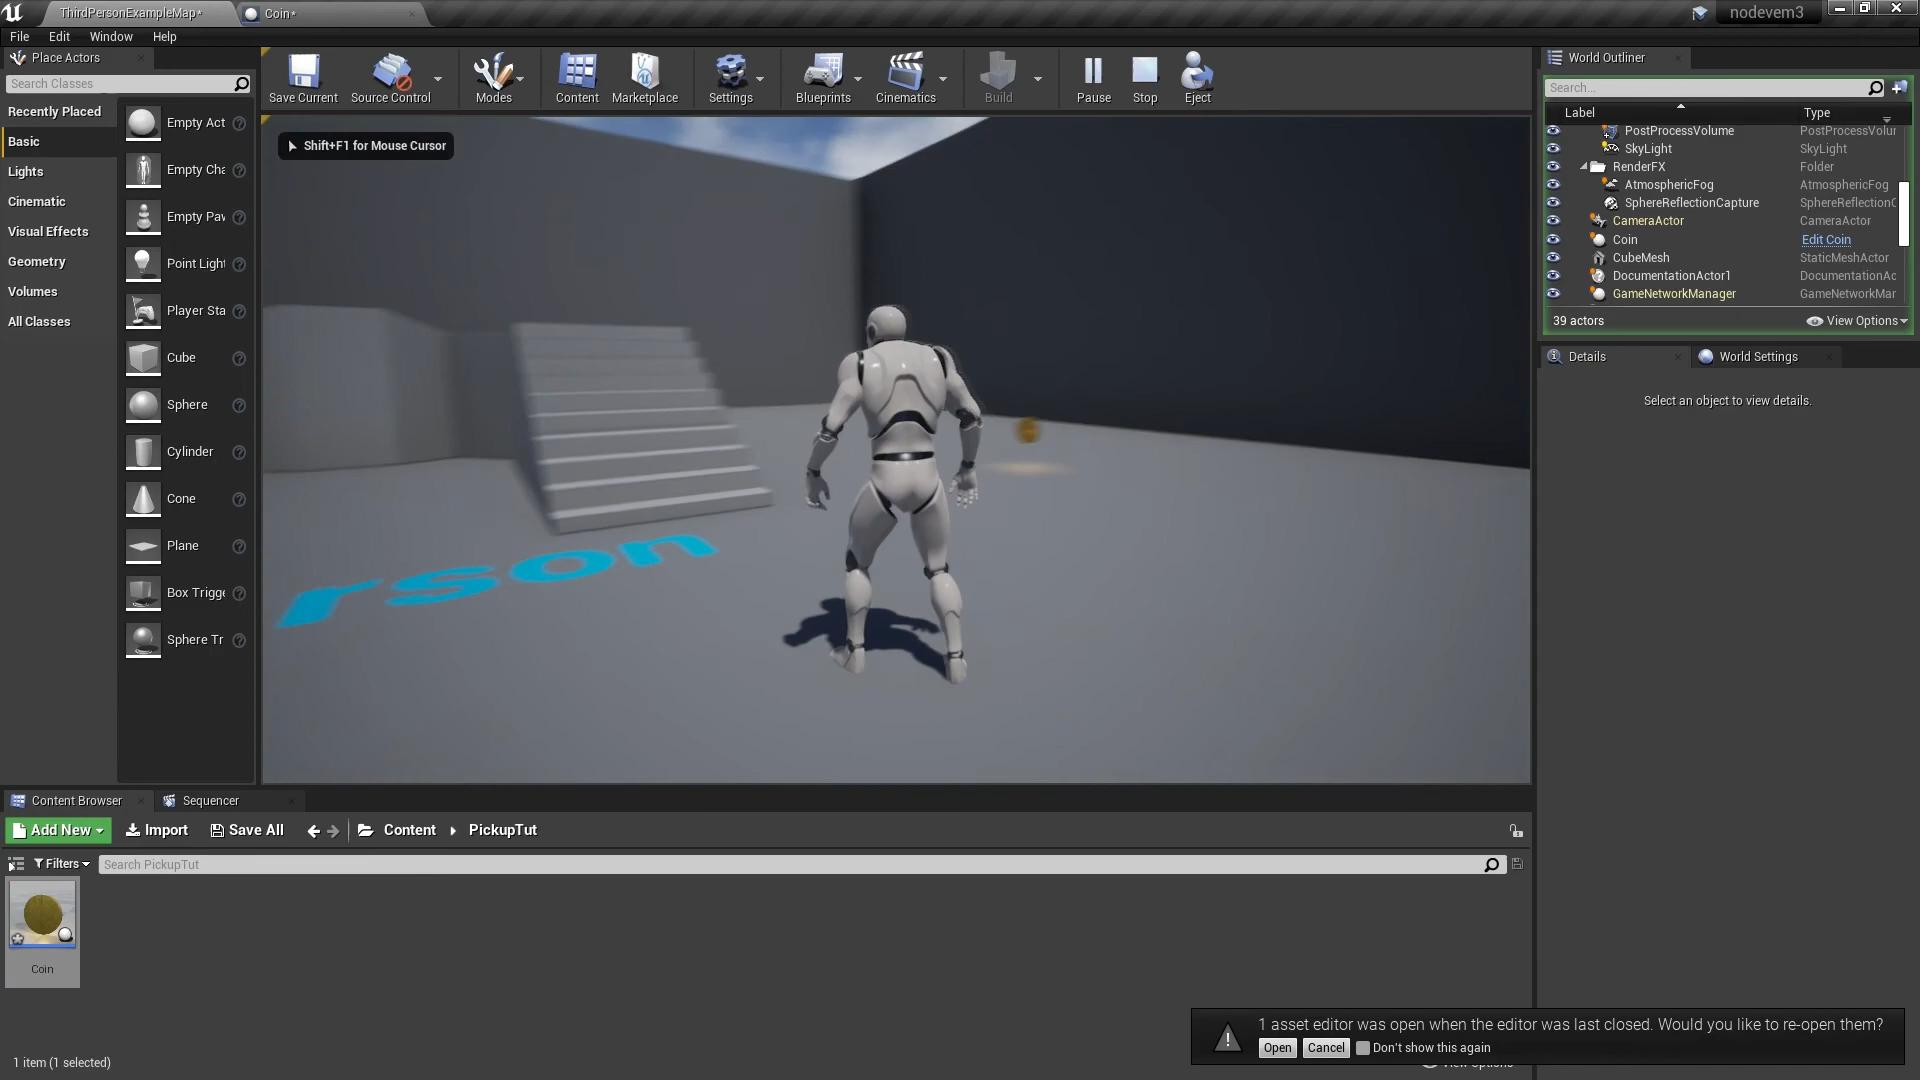 ThirdPersonExampleMap*
Coin*
nodevem3
File Edit Window Help
Place Actors
Search Classes
Recently Placed
Basic
Lights
Cinematic
Visual Effects
Geometry
Volumes
All Classes
Empty Act
Empty Cha
Empty Pav
Point Light
Player Sta
Cube
Sphere
Cylinder
Cone
Plane
Box Trigge
Sphere Tr
Save Current
Source Control
Modes
Content
Marketplace
Settings
Blueprints
Cinematics
Build
Pause
Stop
Eject
Shift+F1 for Mouse Cursor
rson
World Outliner
Search...
Label Type
PostProcessVolume PostProcessVolur
SkyLight SkyLight
RenderFX Folder
AtmosphericFog AtmosphericFog
SphereReflectionCapture SphereReflectionC
CameraActor CameraActor
Coin Edit Coin
CubeMesh StaticMeshActor
DocumentationActor1 DocumentationAc
GameNetworkManager GameNetworkMar
39 actors
View Options
Details
World Settings
Select an object to view details.
Content Browser
Sequencer
Add New
Import
Save All
Content
PickupTut
Filters
Search PickupTut
Coin
1 item (1 selected)
1 asset editor was open when the editor was last closed. Would you like to re-open them?
Open Cancel Don't show this again